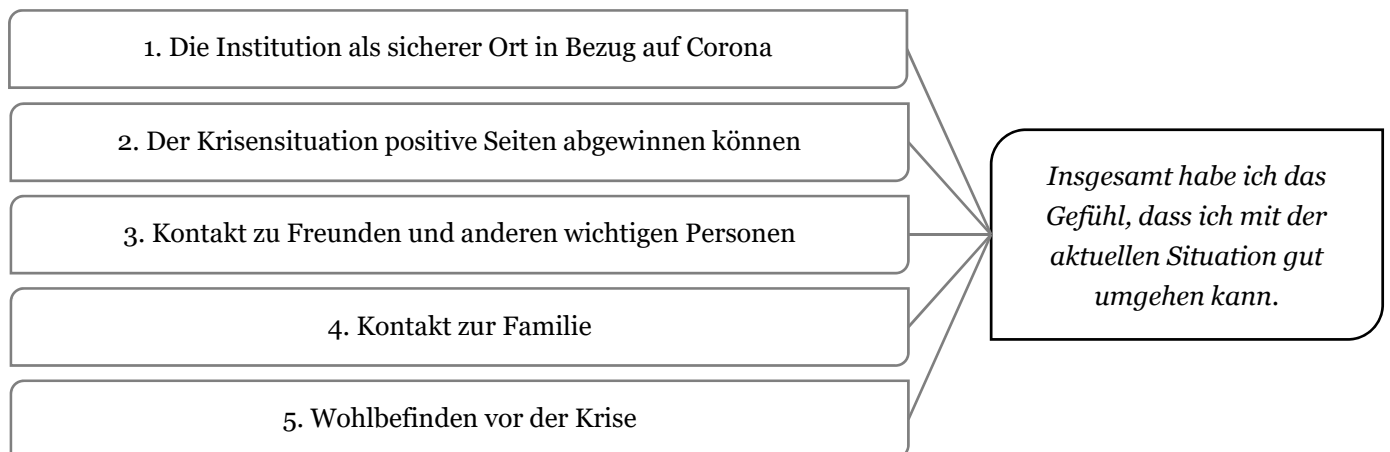 1. Die Institution als sicherer Ort in Bezug auf Corona
2. Der Krisensituation positive Seiten abgewinnen können
3. Kontakt zu Freunden und anderen wichtigen Personen
4. Kontakt zur Familie
5. Wohlbefinden vor der Krise
Insgesamt habe ich das
Gefühl, dass ich mit der
aktuellen Situation gut
umgehen kann.